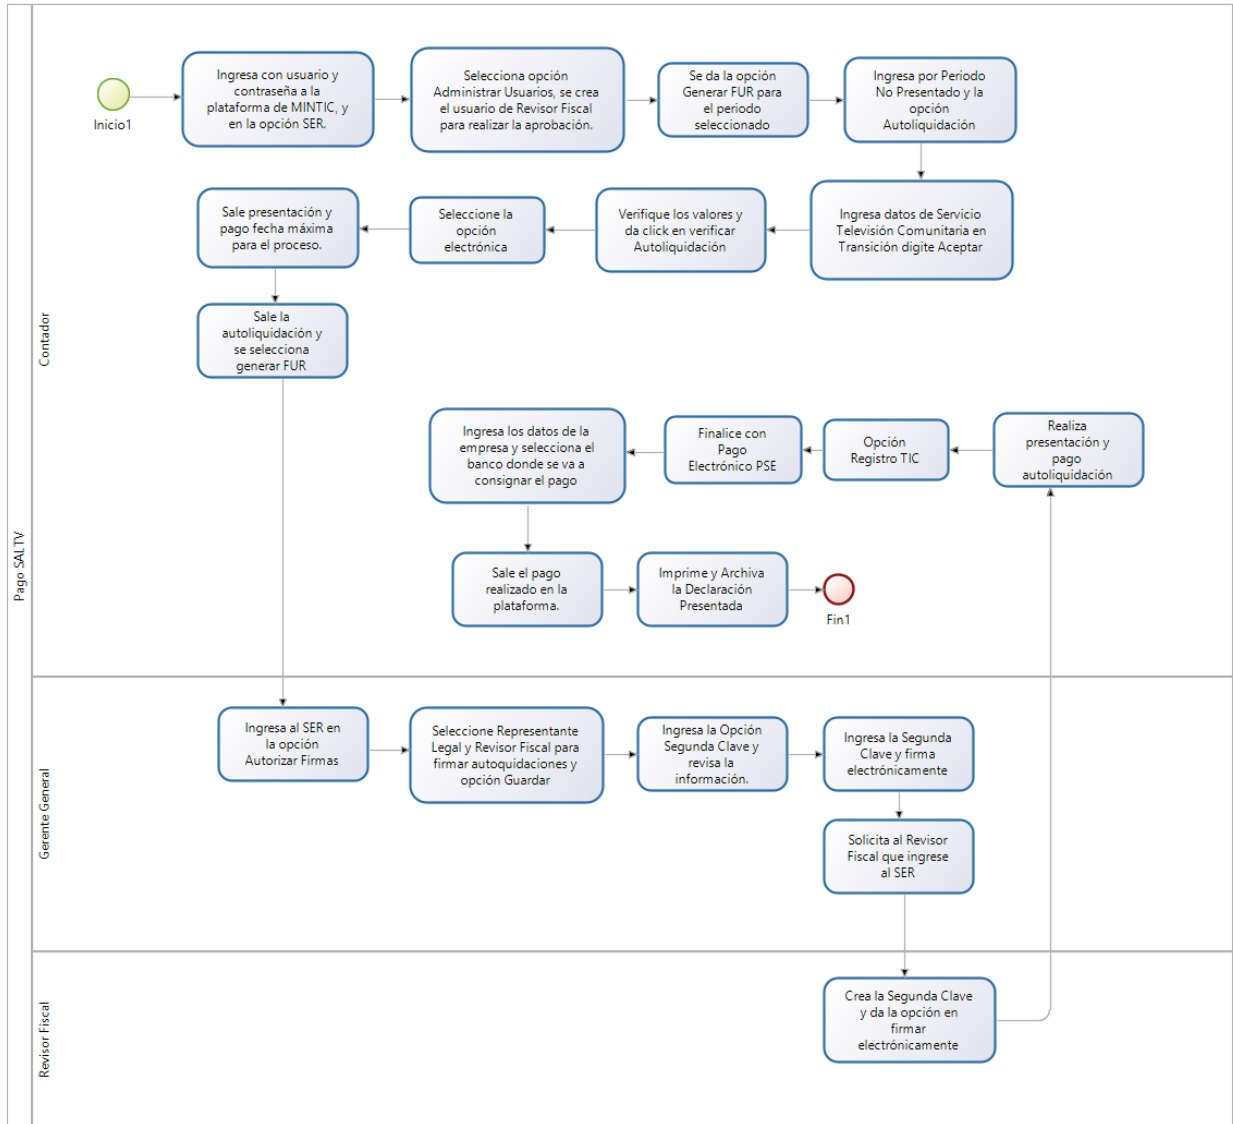 Pago SALTV
Contador
Inicio1
Ingresa con usuario y
contraseña a la
plataforma de MINTIC, y
en la opción SER.
Selecciona opción
Administrar Usuarios, se crea
el usuario de Revisor Fiscal
para realizar la aprobación.
Se da la opción
Generar FUR para
el periodo
seleccionado
Ingresa por Periodo
No Presentado y la
opción
Autoliquidación
Ingresa datos de Servicio
Televisión Comunitaria en
Transición digite Aceptar
Verifique los valores y
da click en verificar
Autoliquidación
Seleccione la
opción
electrónica
Sale presentación y
pago fecha máxima
para el proceso.
Sale la
autoliquidación y
se selecciona
generar FUR
Gerente General
Ingresa al SER en
la opción
Autorizar Firmas
Seleccione Representante
Legal y Revisor Fiscal para
firmar autoquidaciones y
opción Guardar
Ingresa la Opción
Segunda Clave y
revisa la
información.
Ingresa la Segunda
Clave y firma
electrónicamente
Solicita al Revisor
Fiscal que ingrese
al SER
Revisor Fiscal
Crea la Segunda Clave
y da la opción en
firmar
electrónicamente
Realiza
presentación y
pago
autoliquidación
Opción
Registro TIC
Finalice con
Pago
Electrónico PSE
Ingresa los datos de la
empresa y selecciona el
banco donde se va a
consignar el pago
Sale el pago
realizado en la
plataforma.
Imprime y Archiva
la Declaración
Presentada
Fin1